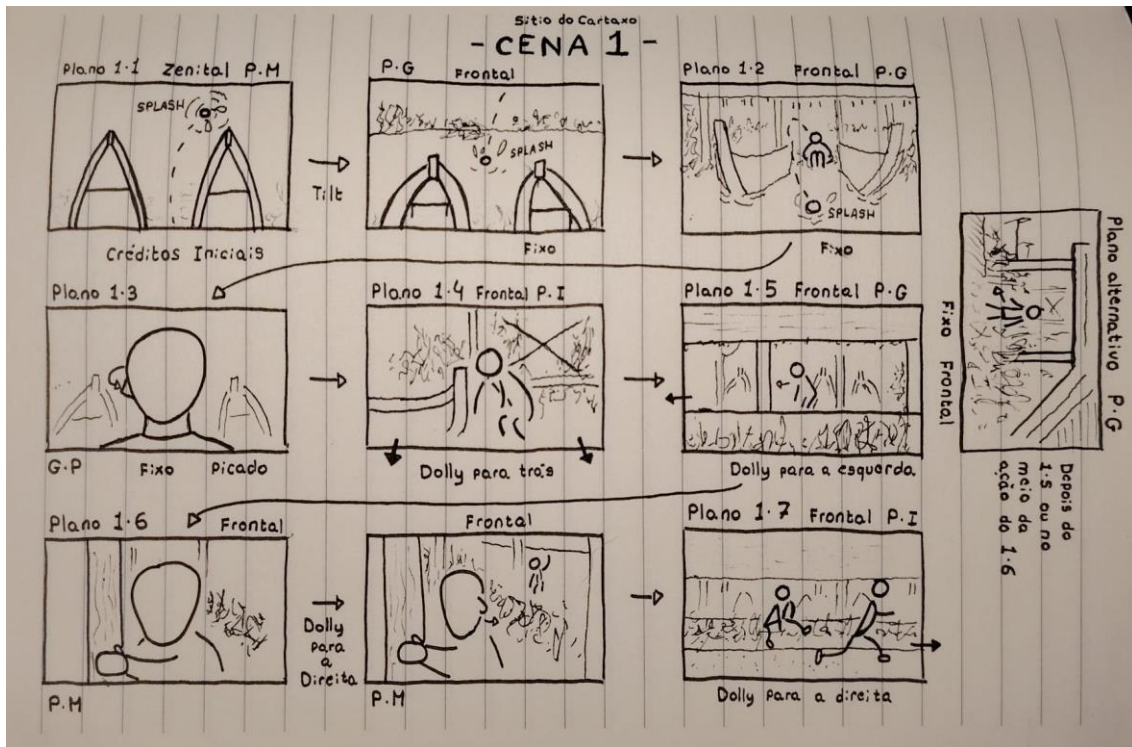 Sítio do Cartaxo
- CENA 1 -
Plano 1.1 Zenital P.M
SPLASH
Créditos Iniciais
Tilt
P.G Frontal
SPLASH
Fixo
Plano 1.2 Frontal P.G
SPLASH
Fixo
Plano 1.3
G.P Fixo Picado
Plano 1.4 Frontal P.I
Dolly para trás
Plano 1.5 Frontal P.G
Dolly para a esquerda
Plano alternativo P.G
Fixo Frontal
Depois do
1.5 ou no
meio da
ação do 1.6
Plano 1.6 Frontal
P.M
Dolly
para
a
Direita
Frontal
P.M
Plano 1.7 Frontal P.I
Dolly para a direita